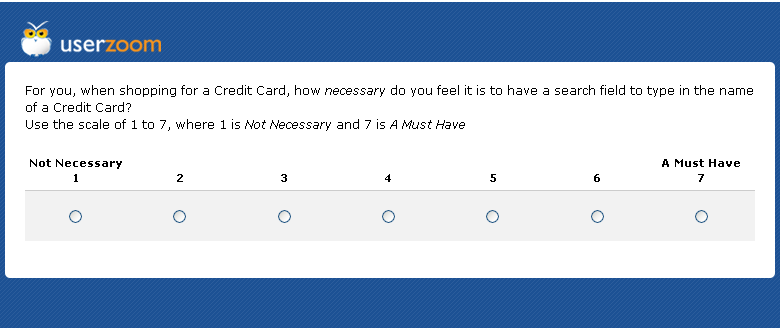 userzoom
For you, when shopping for a Credit Card, how necessary do you feel it is to have a search field to type in the name
of a Credit Card?
Use the scale of 1 to 7, where 1 is Not Necessary and 7 is A Must Have
Not Necessary A Must Have
1 2 3 4 5 6 7